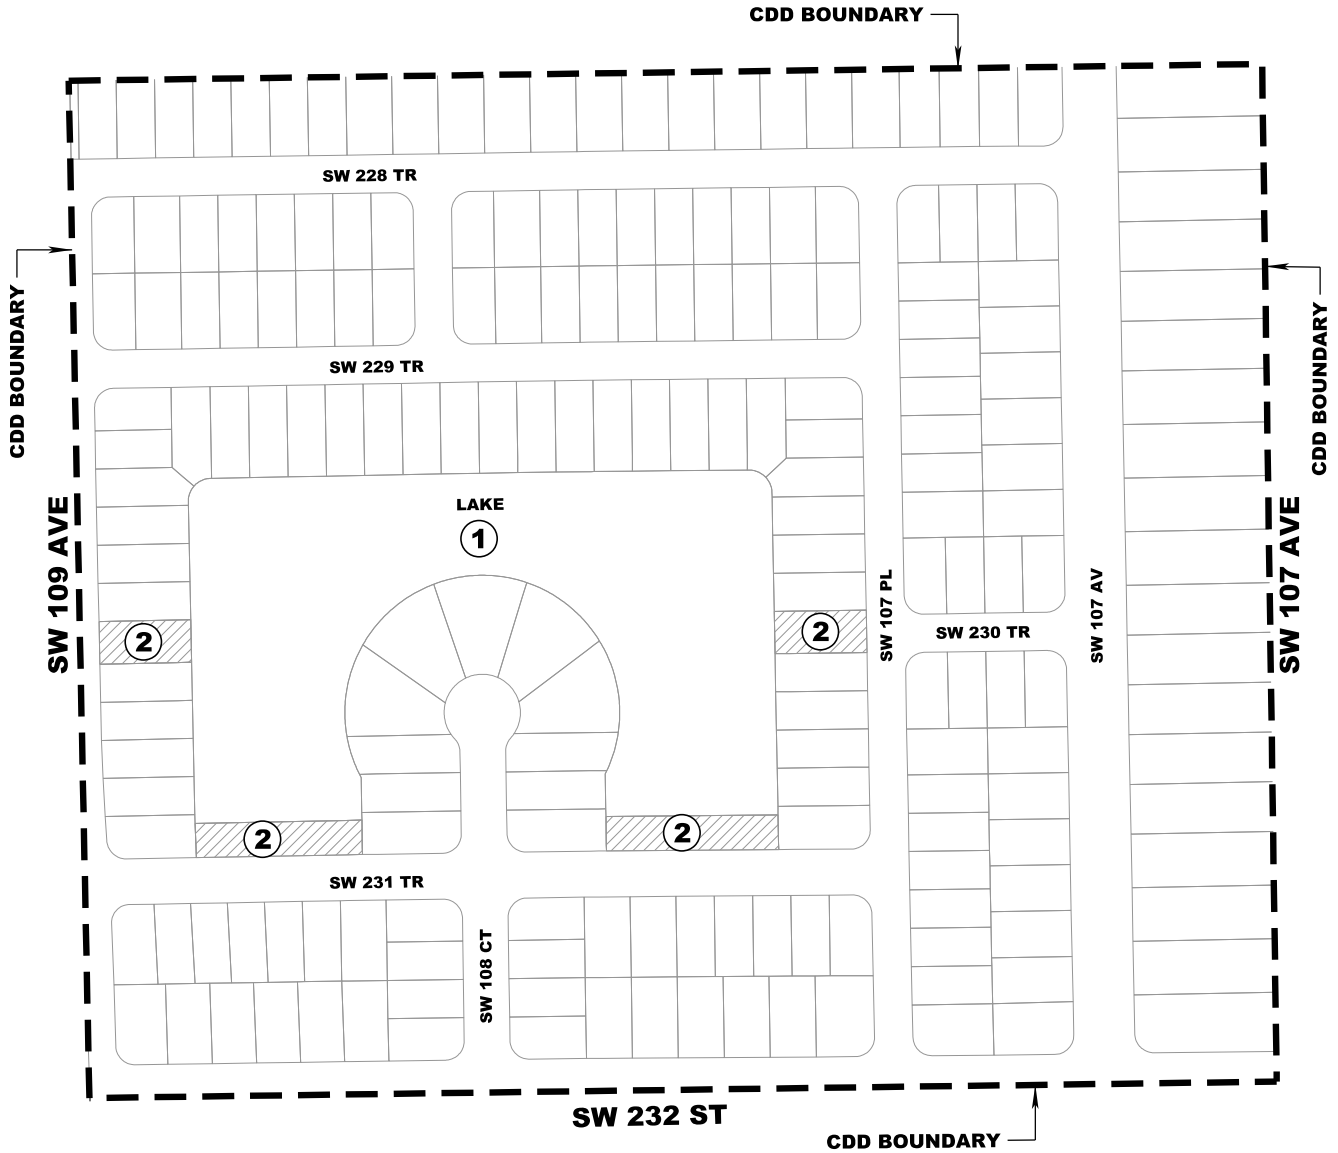 CDD BOUNDARY
SW 228 TR
CDD BOUNDARY
CDD BOUNDARY
SW 229 TR
LAKE
1
SW 109 AVE
SW 107 AVE
SW 107 PL
SW 107 AV
2
2
SW 230 TR
2
2
SW 231 TR
SW 108 CT
SW 232 ST
CDD BOUNDARY